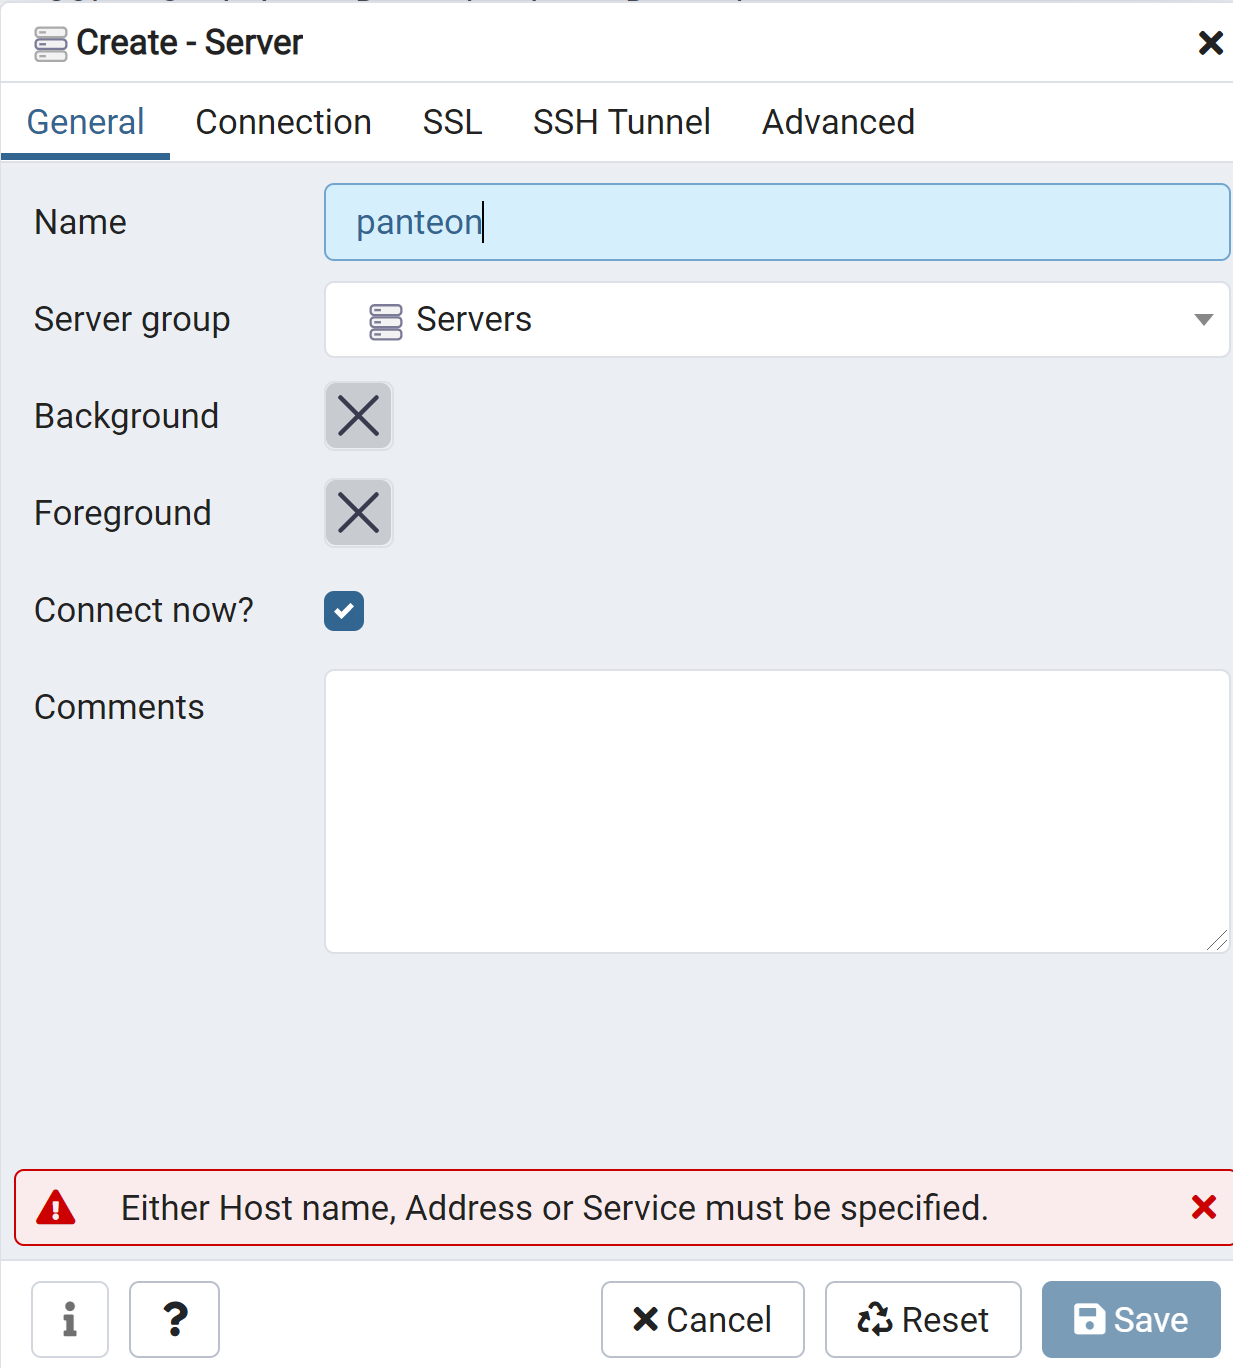 Create - Server
General Connection SSL SSH Tunnel Advanced
Name panteon
Server group Servers
Background
Foreground
Connect now?
Comments
Either Host name, Address or Service must be specified.
i ? Cancel Reset Save